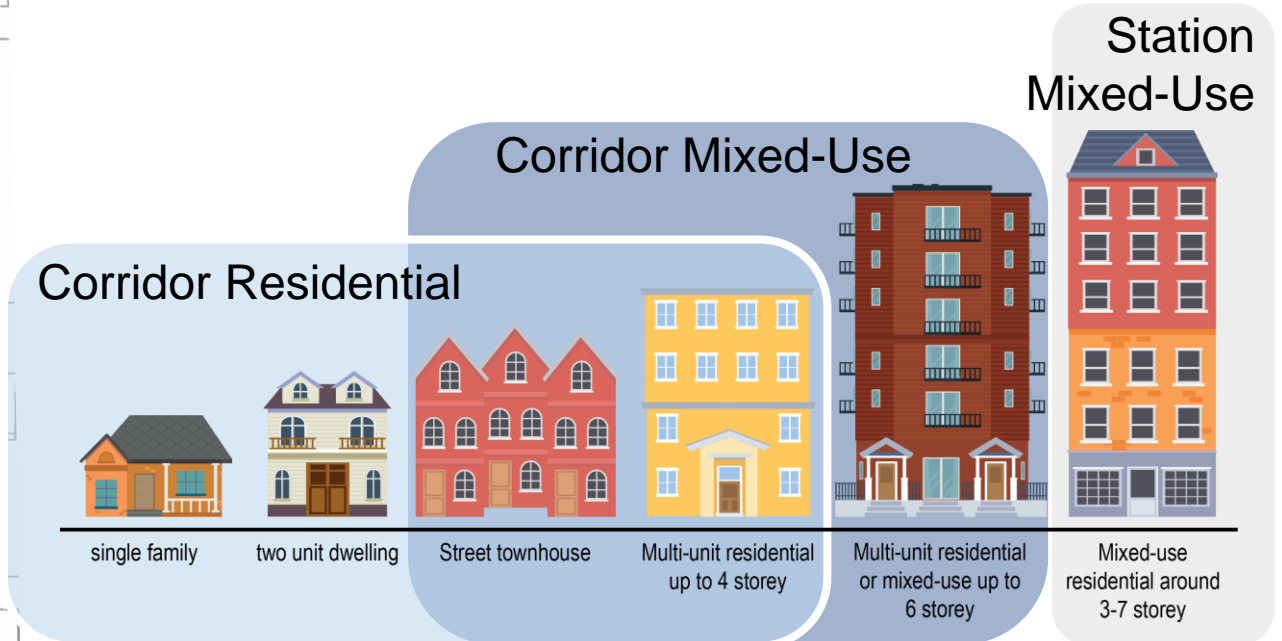 Station
Mixed-Use
Corridor Mixed-Use
Corridor Residential
single family
two unit dwelling
Street townhouse
Multi-unit residential
up to 4 storey
Multi-unit residential
or mixed-use up to
6 storey
Mixed-use
residential around
3-7 storey